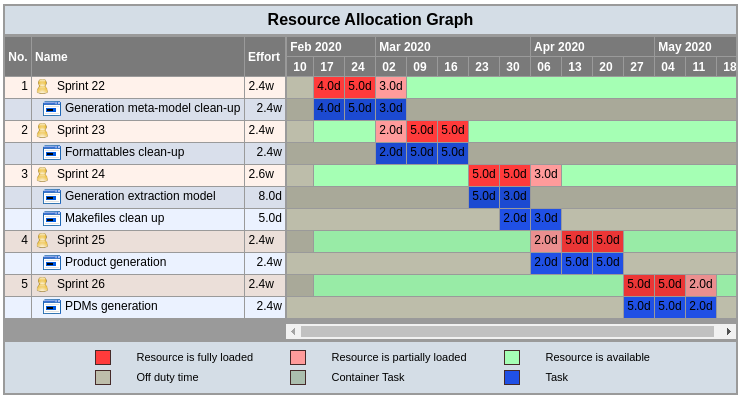 Resource Allocation Graph
No. Name Effort Feb 2020 Mar 2020 Apr 2020 May 2020
10 17 24 02 09 16 23 30 06 13 20 27 04 11 18
1 Sprint 22 2.4w 4.0d 5.0d 3.0d
Generation meta-model clean-up 2.4w 4.0d 5.0d 3.0d
2 Sprint 23 2.4w 2.0d 5.0d 5.0d
Formattables clean-up 2.4w 2.0d 5.0d 5.0d
3 Sprint 24 2.6w 5.0d 5.0d 3.0d
Generation extraction model 8.0d 5.0d 3.0d
Makefiles clean up 5.0d 2.0d 3.0d
4 Sprint 25 2.4w 2.0d 5.0d 5.0d
Product generation 2.4w 2.0d 5.0d 5.0d
5 Sprint 26 2.4w 5.0d 5.0d 2.0d
PDMs generation 2.4w 5.0d 5.0d 2.0d
Resource is fully loaded Resource is partially loaded Resource is available
Off duty time Container Task Task